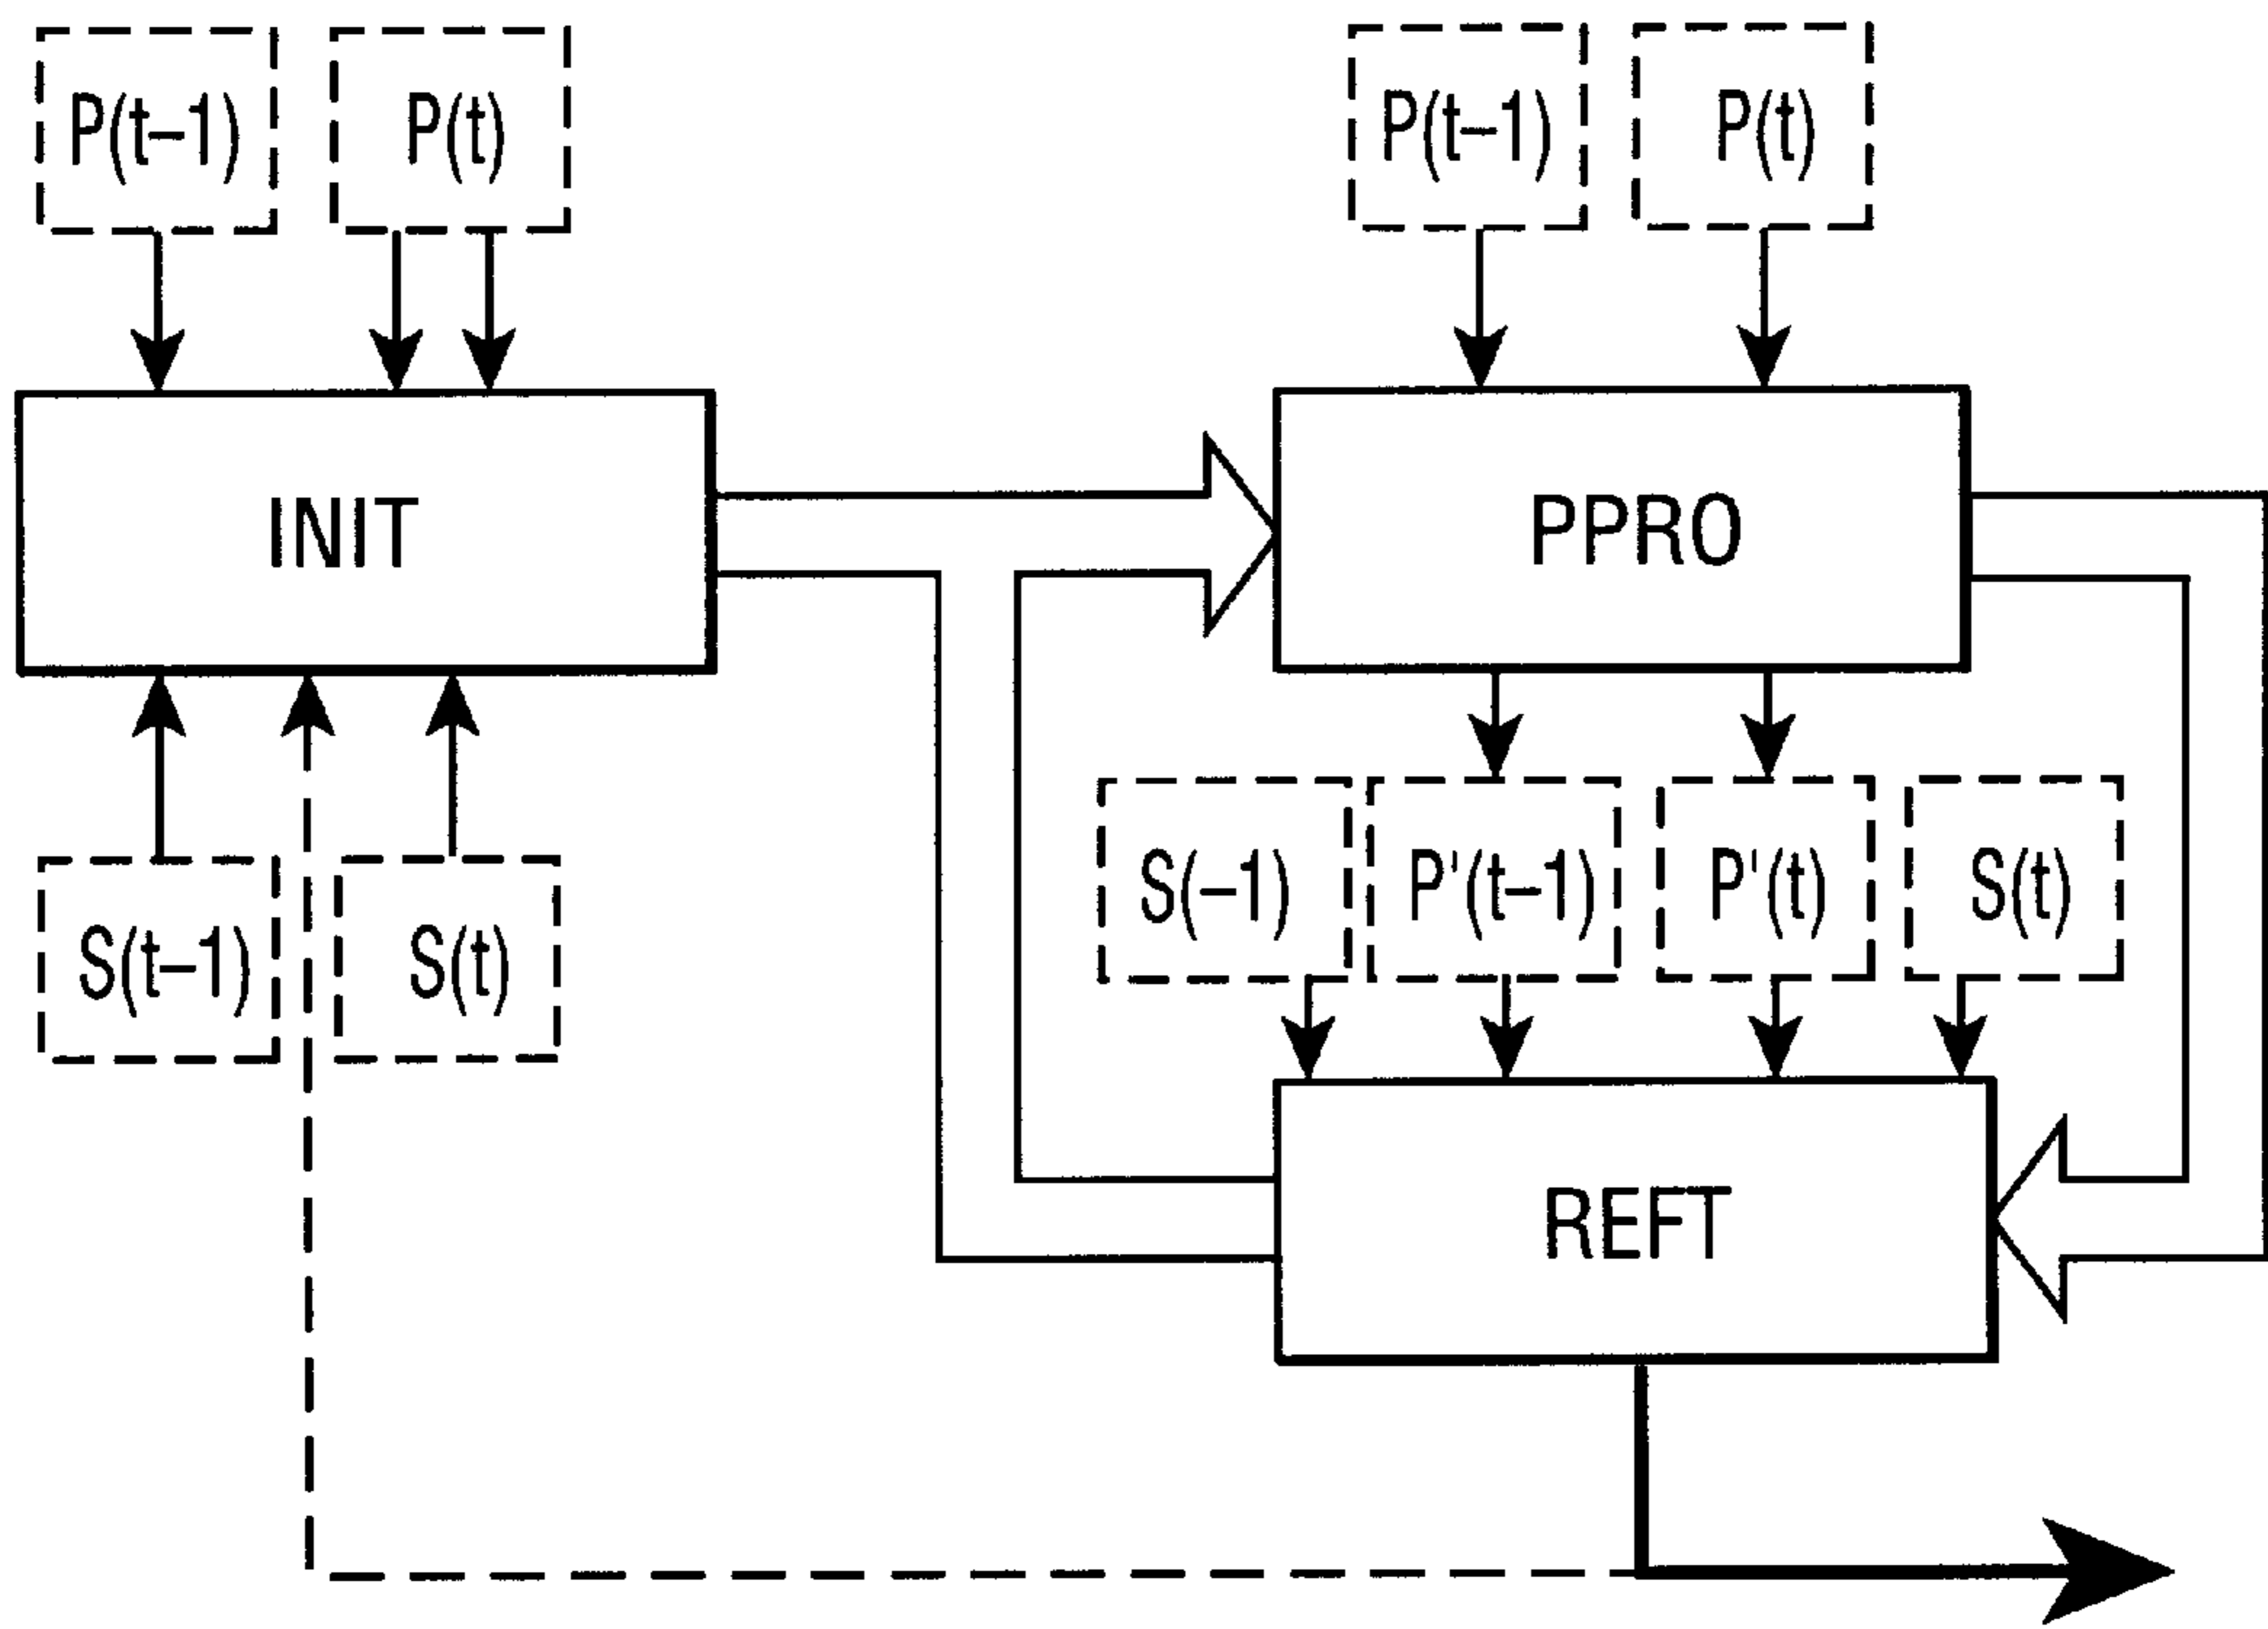 P(t–1)
P(t)
P(t–1)
P(t)
INIT
PPRO
S(–1)
P'(t–1)
P'(t)
S(t)
S(t–1)
S(t)
REFT